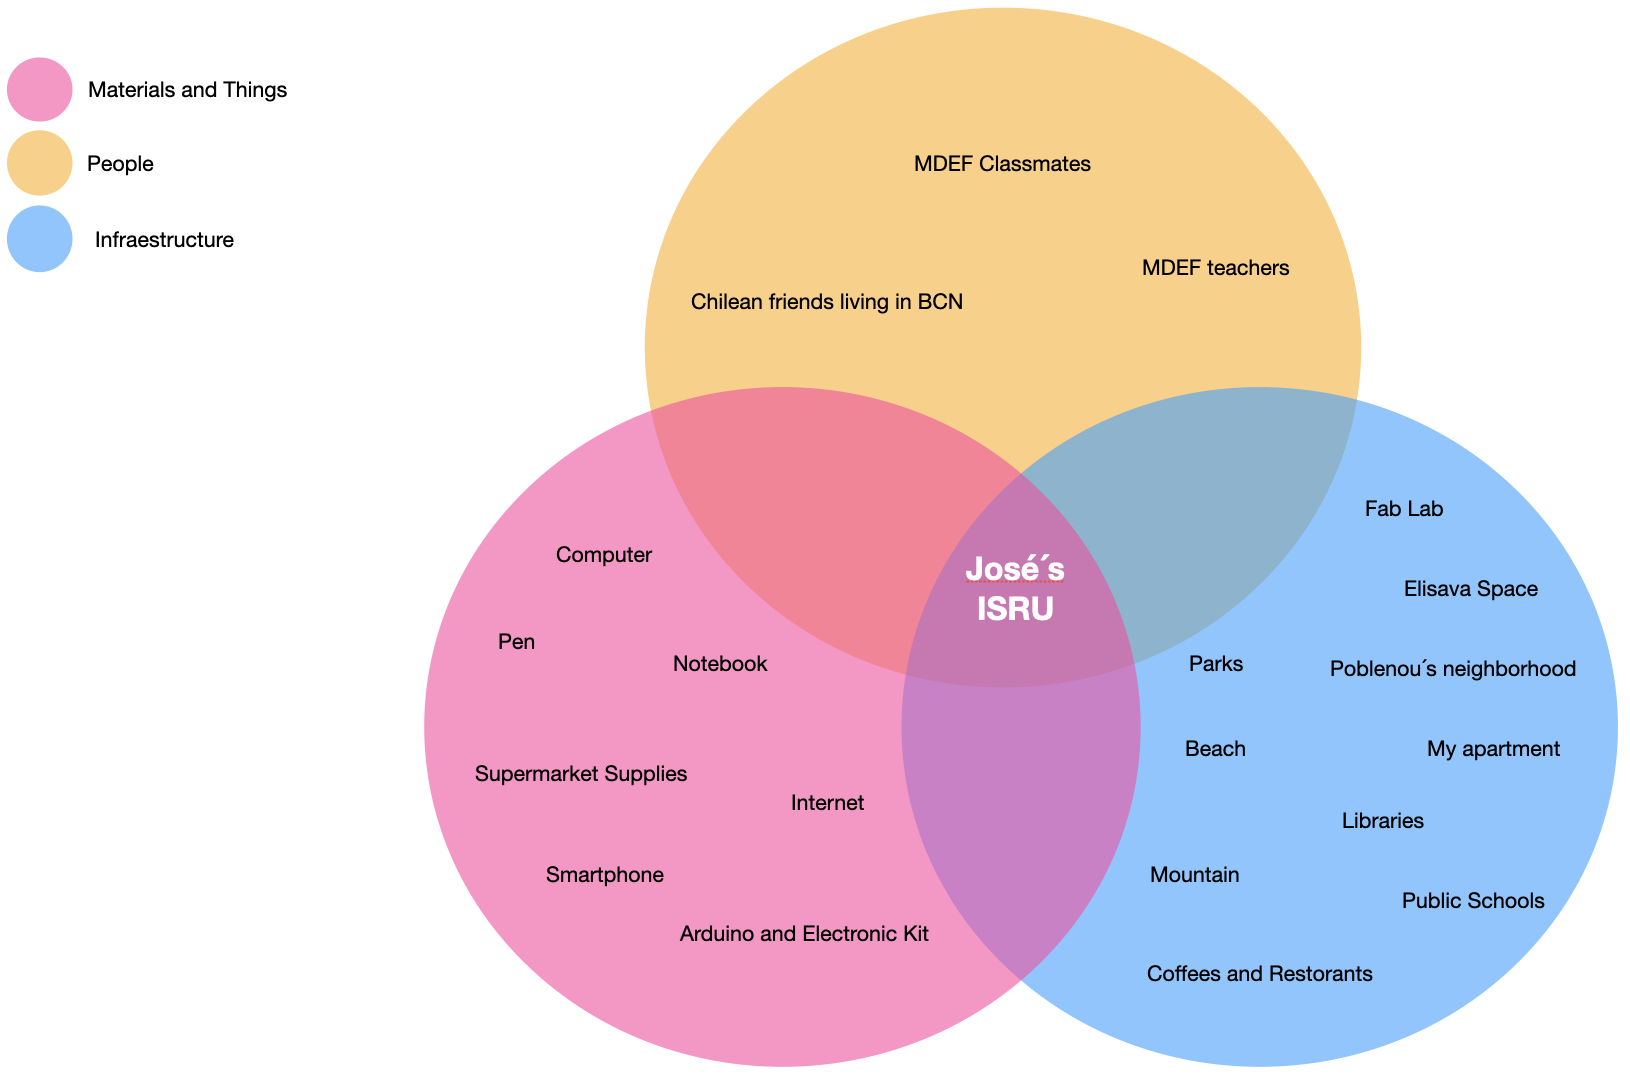 Materials and Things
People
Infraestructure
MDEF Classmates
MDEF teachers
Chilean friends living in BCN
Computer
Pen
Notebook
Supermarket Supplies
Internet
Smartphone
Arduino and Electronic Kit
José´s
ISRU
Fab Lab
Elisava Space
Parks
Poblenou´s neighborhood
Beach
My apartment
Libraries
Mountain
Public Schools
Coffees and Restorants